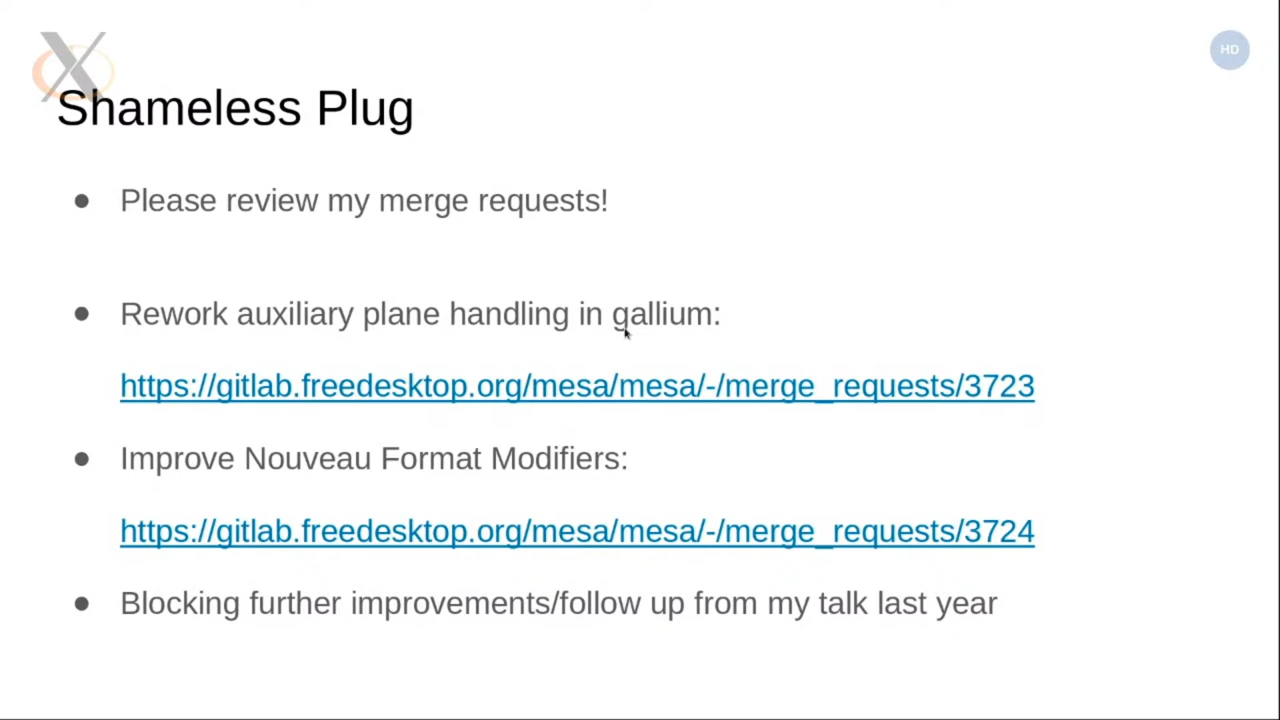 HD
Shameless Plug
● Please review my merge requests!
● Rework auxiliary plane handling in gallium:
https://gitlab.freedesktop.org/mesa/mesa/-/merge_requests/3723
● Improve Nouveau Format Modifiers:
https://gitlab.freedesktop.org/mesa/mesa/-/merge_requests/3724
● Blocking further improvements/follow up from my talk last year